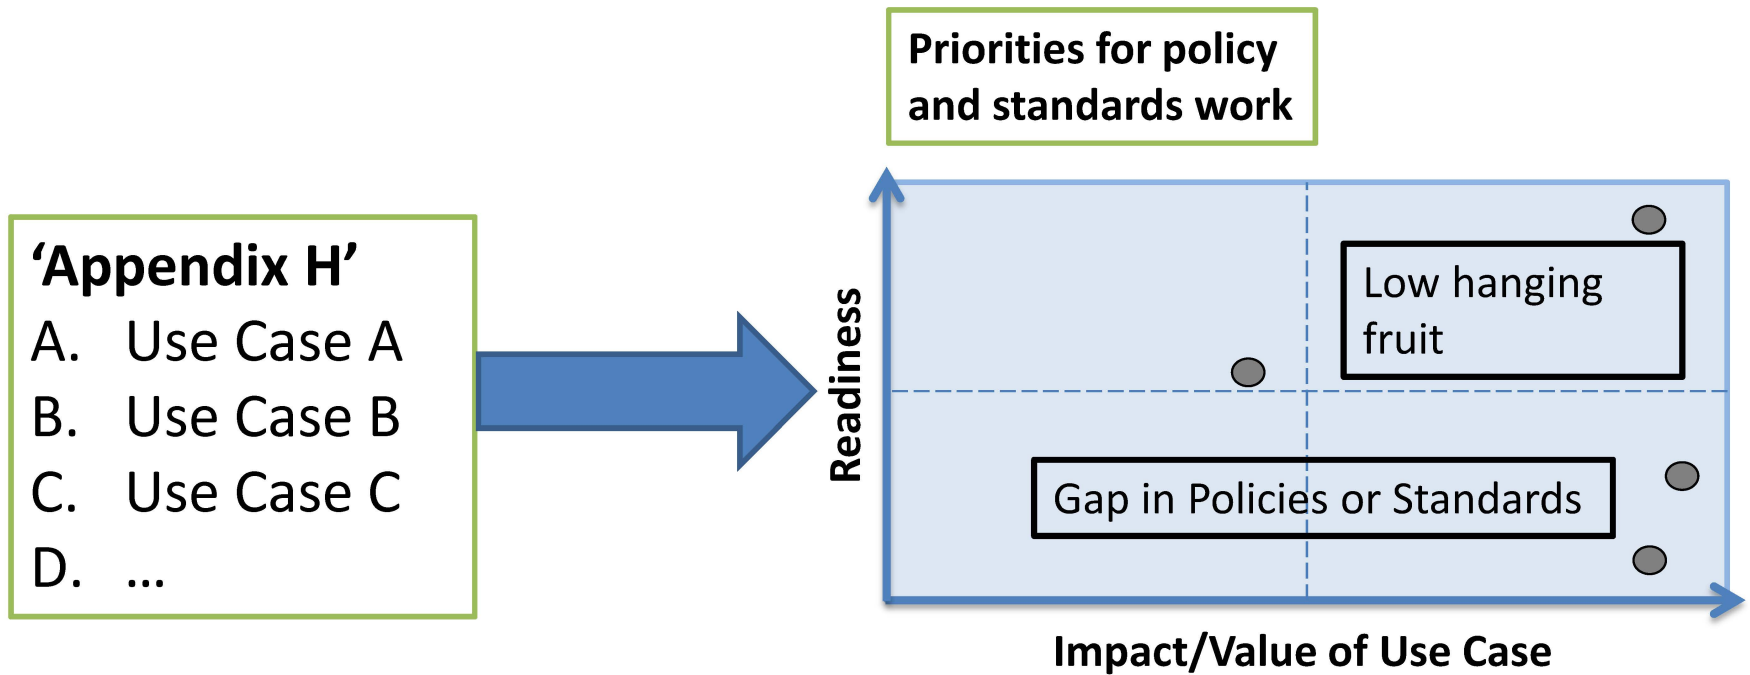 Priorities for policy
and standards work
‘Appendix H’
A. Use Case A
B. Use Case B
C. Use Case C
D. ...
Readiness
Low hanging
fruit
Gap in Policies or Standards
Impact/Value of Use Case